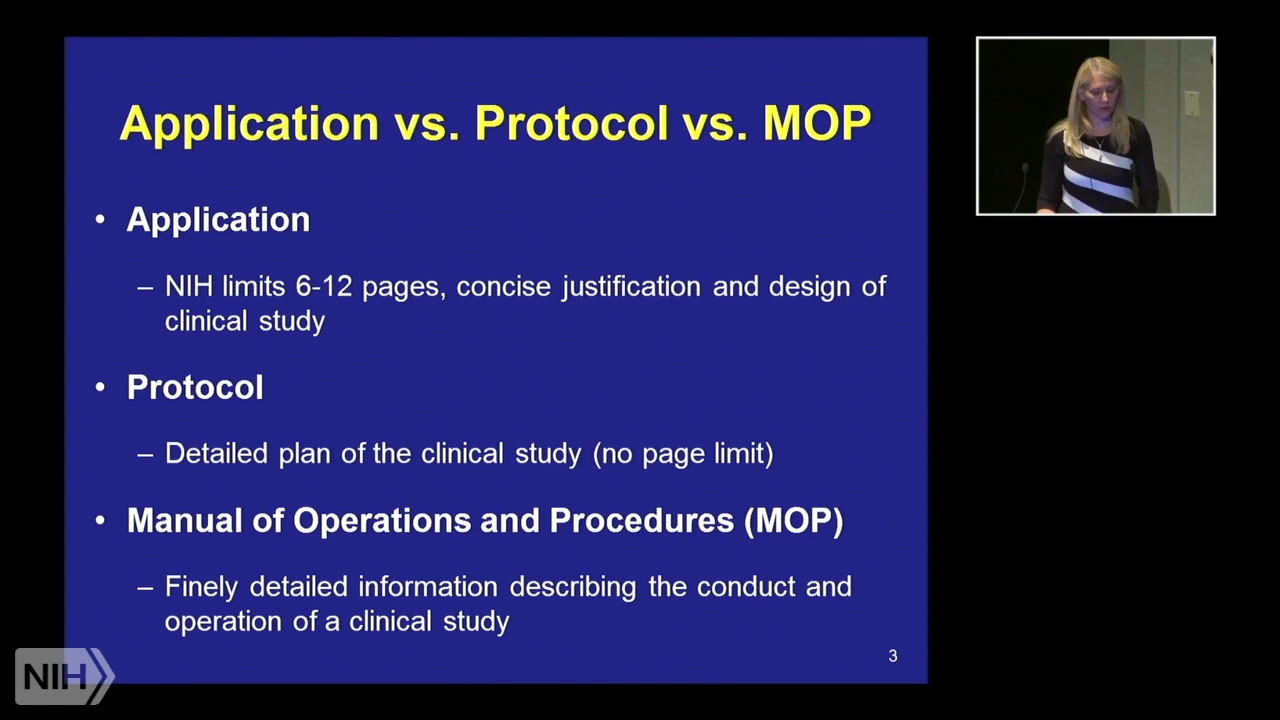 Application vs. Protocol vs. MOP
• Application
– NIH limits 6-12 pages, concise justification and design of
clinical study
• Protocol
– Detailed plan of the clinical study (no page limit)
• Manual of Operations and Procedures (MOP)
– Finely detailed information describing the conduct and
operation of a clinical study
3
NIH